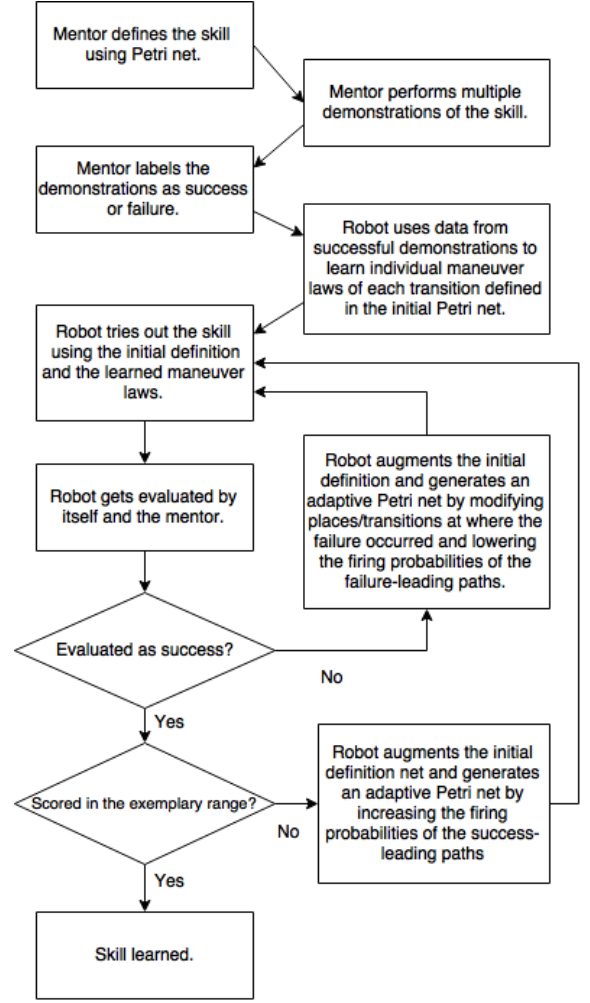 Mentor defines the skill
using Petri net.
Mentor performs multiple
demonstrations of the skill.
Mentor labels the
demonstrations as success
or failure.
Robot uses data from
successful demonstrations to
learn individual maneuver
laws of each transition defined
in the initial Petri net.
Robot tries out the skill
using the initial definition
and the learned maneuver
laws.
Robot gets evaluated by
itself and the mentor.
Robot augments the initial
definition and generates an
adaptive Petri net by modifying
places/transitions at where the
failure occurred and lowering
the firing probabilities of the
failure-leading paths.
Evaluated as success?
No
Yes
Scored in the exemplary range?
No
Robot augments the initial
definition net and generates
an adaptive Petri net by
increasing the firing
probabilities of the success-
leading paths
Yes
Skill learned.